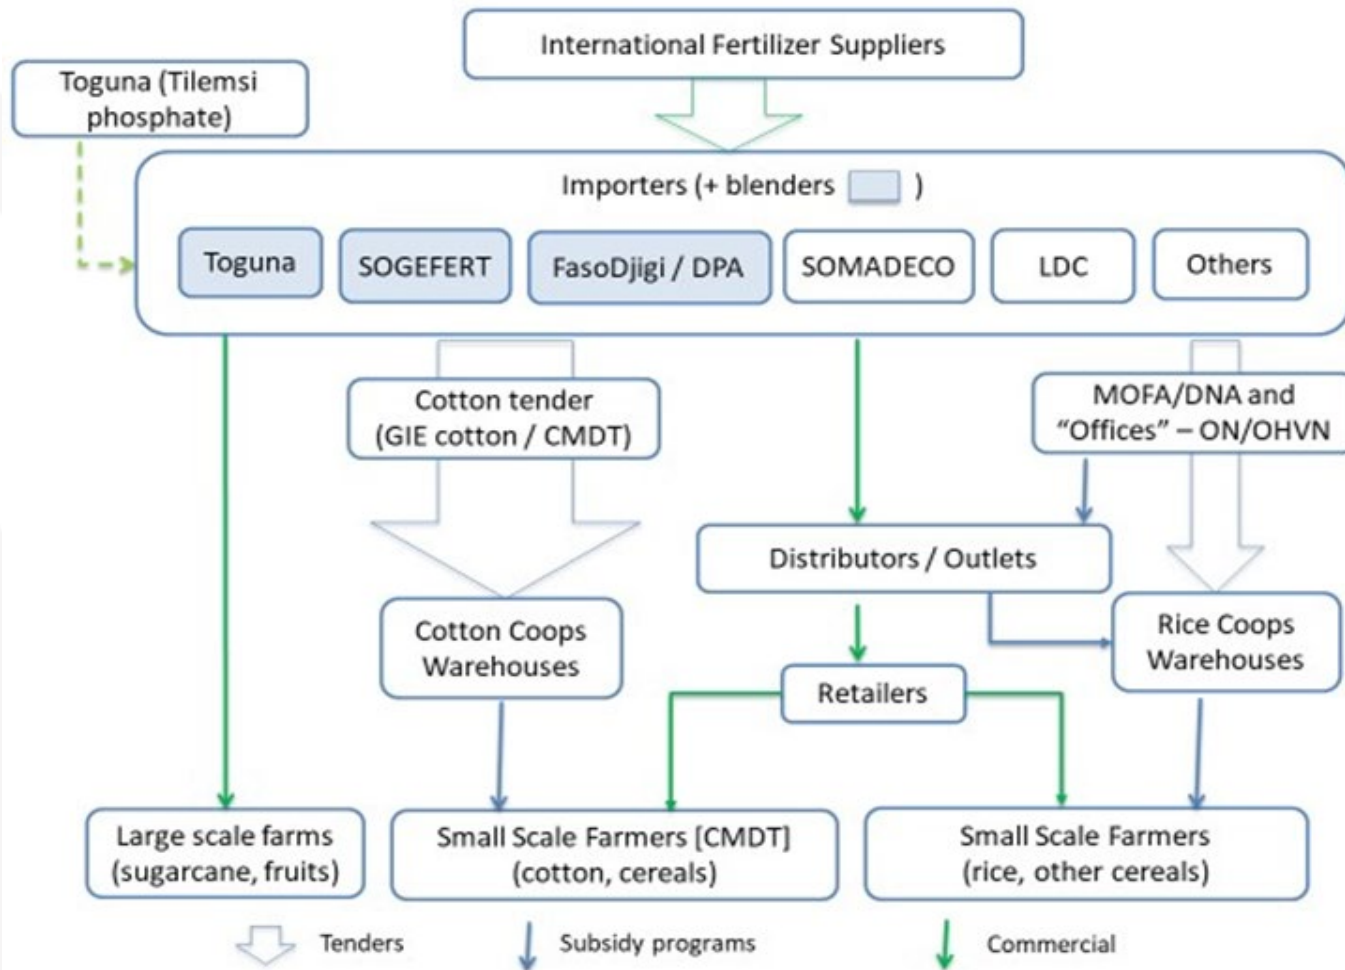 International Fertilizer Suppliers
Toguna (Tilemsi
phosphate)
Importers (+ blenders )
Toguna
SOGEFERT
FasoDjigi / DPA
SOMADECO
LDC
Others
Cotton tender
(GIE cotton / CMDT)
MOFA/DNA and
“Offices” – ON/OHVN
Distributors / Outlets
Cotton Coops
Warehouses
Rice Coops
Warehouses
Retailers
Large scale farms
(sugarcane, fruits)
Small Scale Farmers [CMDT]
(cotton, cereals)
Small Scale Farmers
(rice, other cereals)
Tenders
Subsidy programs
Commercial